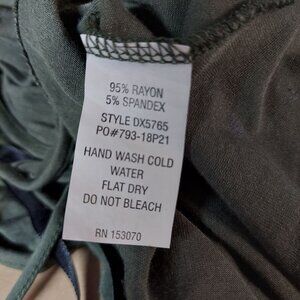 95% RAYON
5% SPANDEX
STYLE DX5765
PO#793-18P21
HAND WASH COLD
WATER
FLAT DRY
DO NOT BLEACH
RN 153070